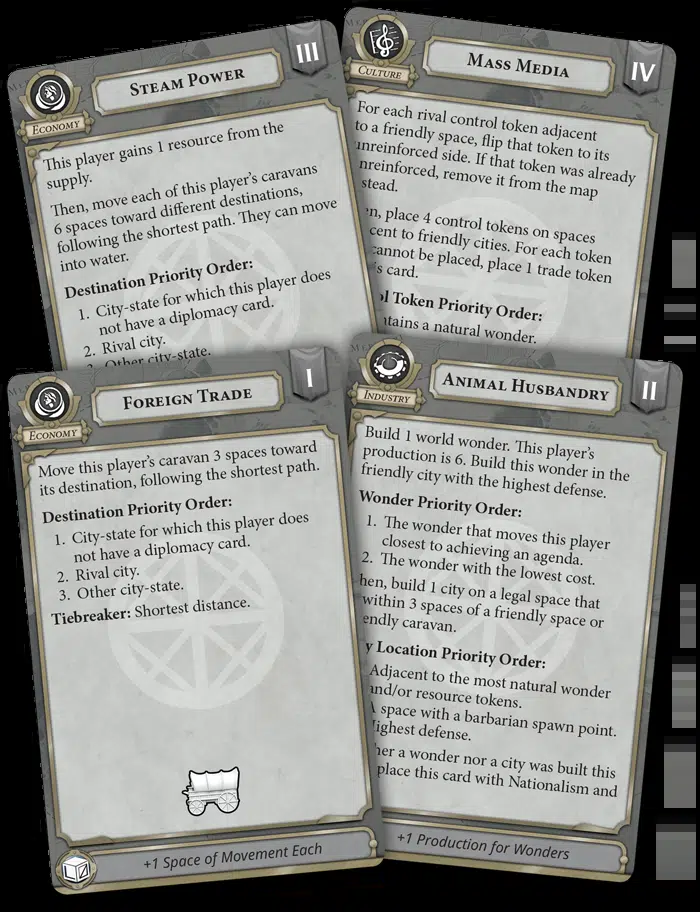 III
STEAM POWER
ECONOMY
This player gains 1 resource from the
supply.
Then, move each of this player's caravans
6 spaces toward different destinations,
following the shortest path. They can move
into water.
Destination Priority Order:
1. City-state for which this player does
not have a diplomacy card.
2. Rival city.
3. Other city-state.
IV
MASS MEDIA
CULTURE
For each rival control token adjacent
to a friendly space, flip that token to its
unreinforced side. If that token was already
unreinforced, remove it from the map
stead.
n, place 4 control tokens on spaces
cent to friendly cities. For each token
cannot be placed, place 1 trade token
s card.
ol Token Priority Order:
ntains a natural wonder.
I
FOREIGN TRADE
ECONOMY
Move this player's caravan 3 spaces toward
its destination, following the shortest path.
Destination Priority Order:
1. City-state for which this player does
not have a diplomacy card.
2. Rival city.
3. Other city-state.
Tiebreaker: Shortest distance.
+1 Space of Movement Each
II
ANIMAL HUSBANDRY
INDUSTRY
Build 1 world wonder. This player's
production is 6. Build this wonder in the
friendly city with the highest defense.
Wonder Priority Order:
1. The wonder that moves this player
closest to achieving an agenda.
2. The wonder with the lowest cost.
hen, build 1 city on a legal space that
within 3 spaces of a friendly space or
endly caravan.
y Location Priority Order:
Adjacent to the most natural wonder
and/or resource tokens.
A space with a barbarian spawn point.
Highest defense.
her a wonder nor a city was built this
place this card with Nationalism and
+1 Production for Wonders